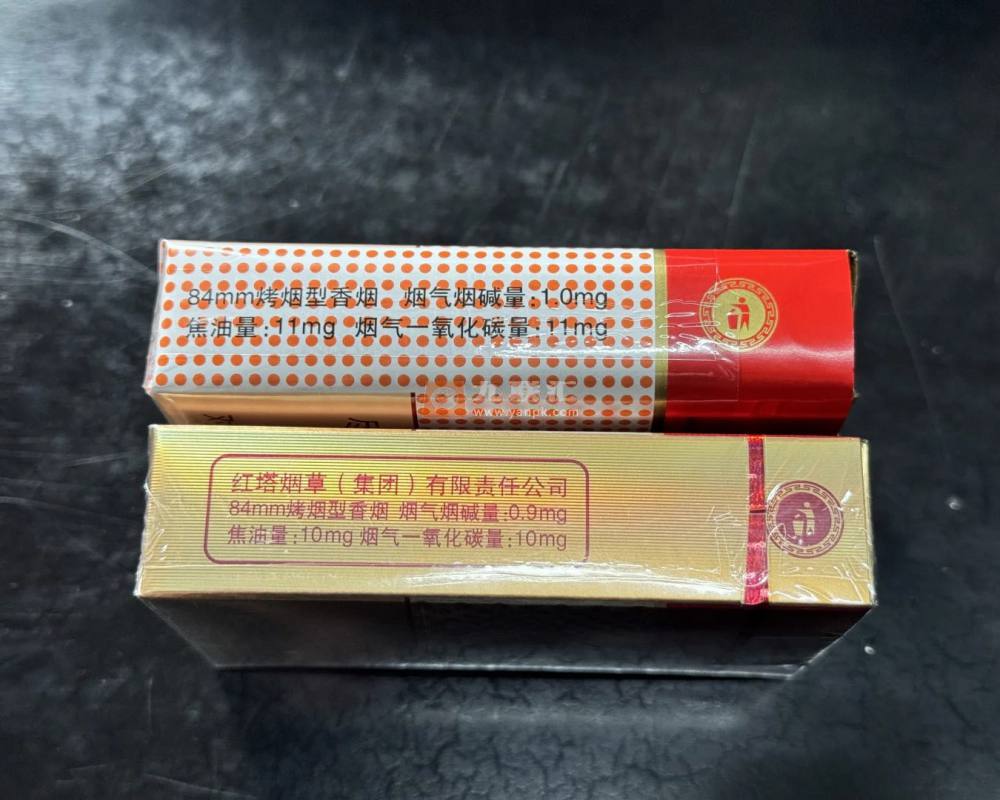 84mm烤烟型香烟 烟气烟碱量:1.0mg
焦油量:11mg 烟气一氧化碳量:11mg
www.yanpk.com
红塔烟草(集团)有限责任公司
84mm烤烟型香烟 烟气烟碱量:0.9mg
焦油量:10mg 烟气一氧化碳量:10mg